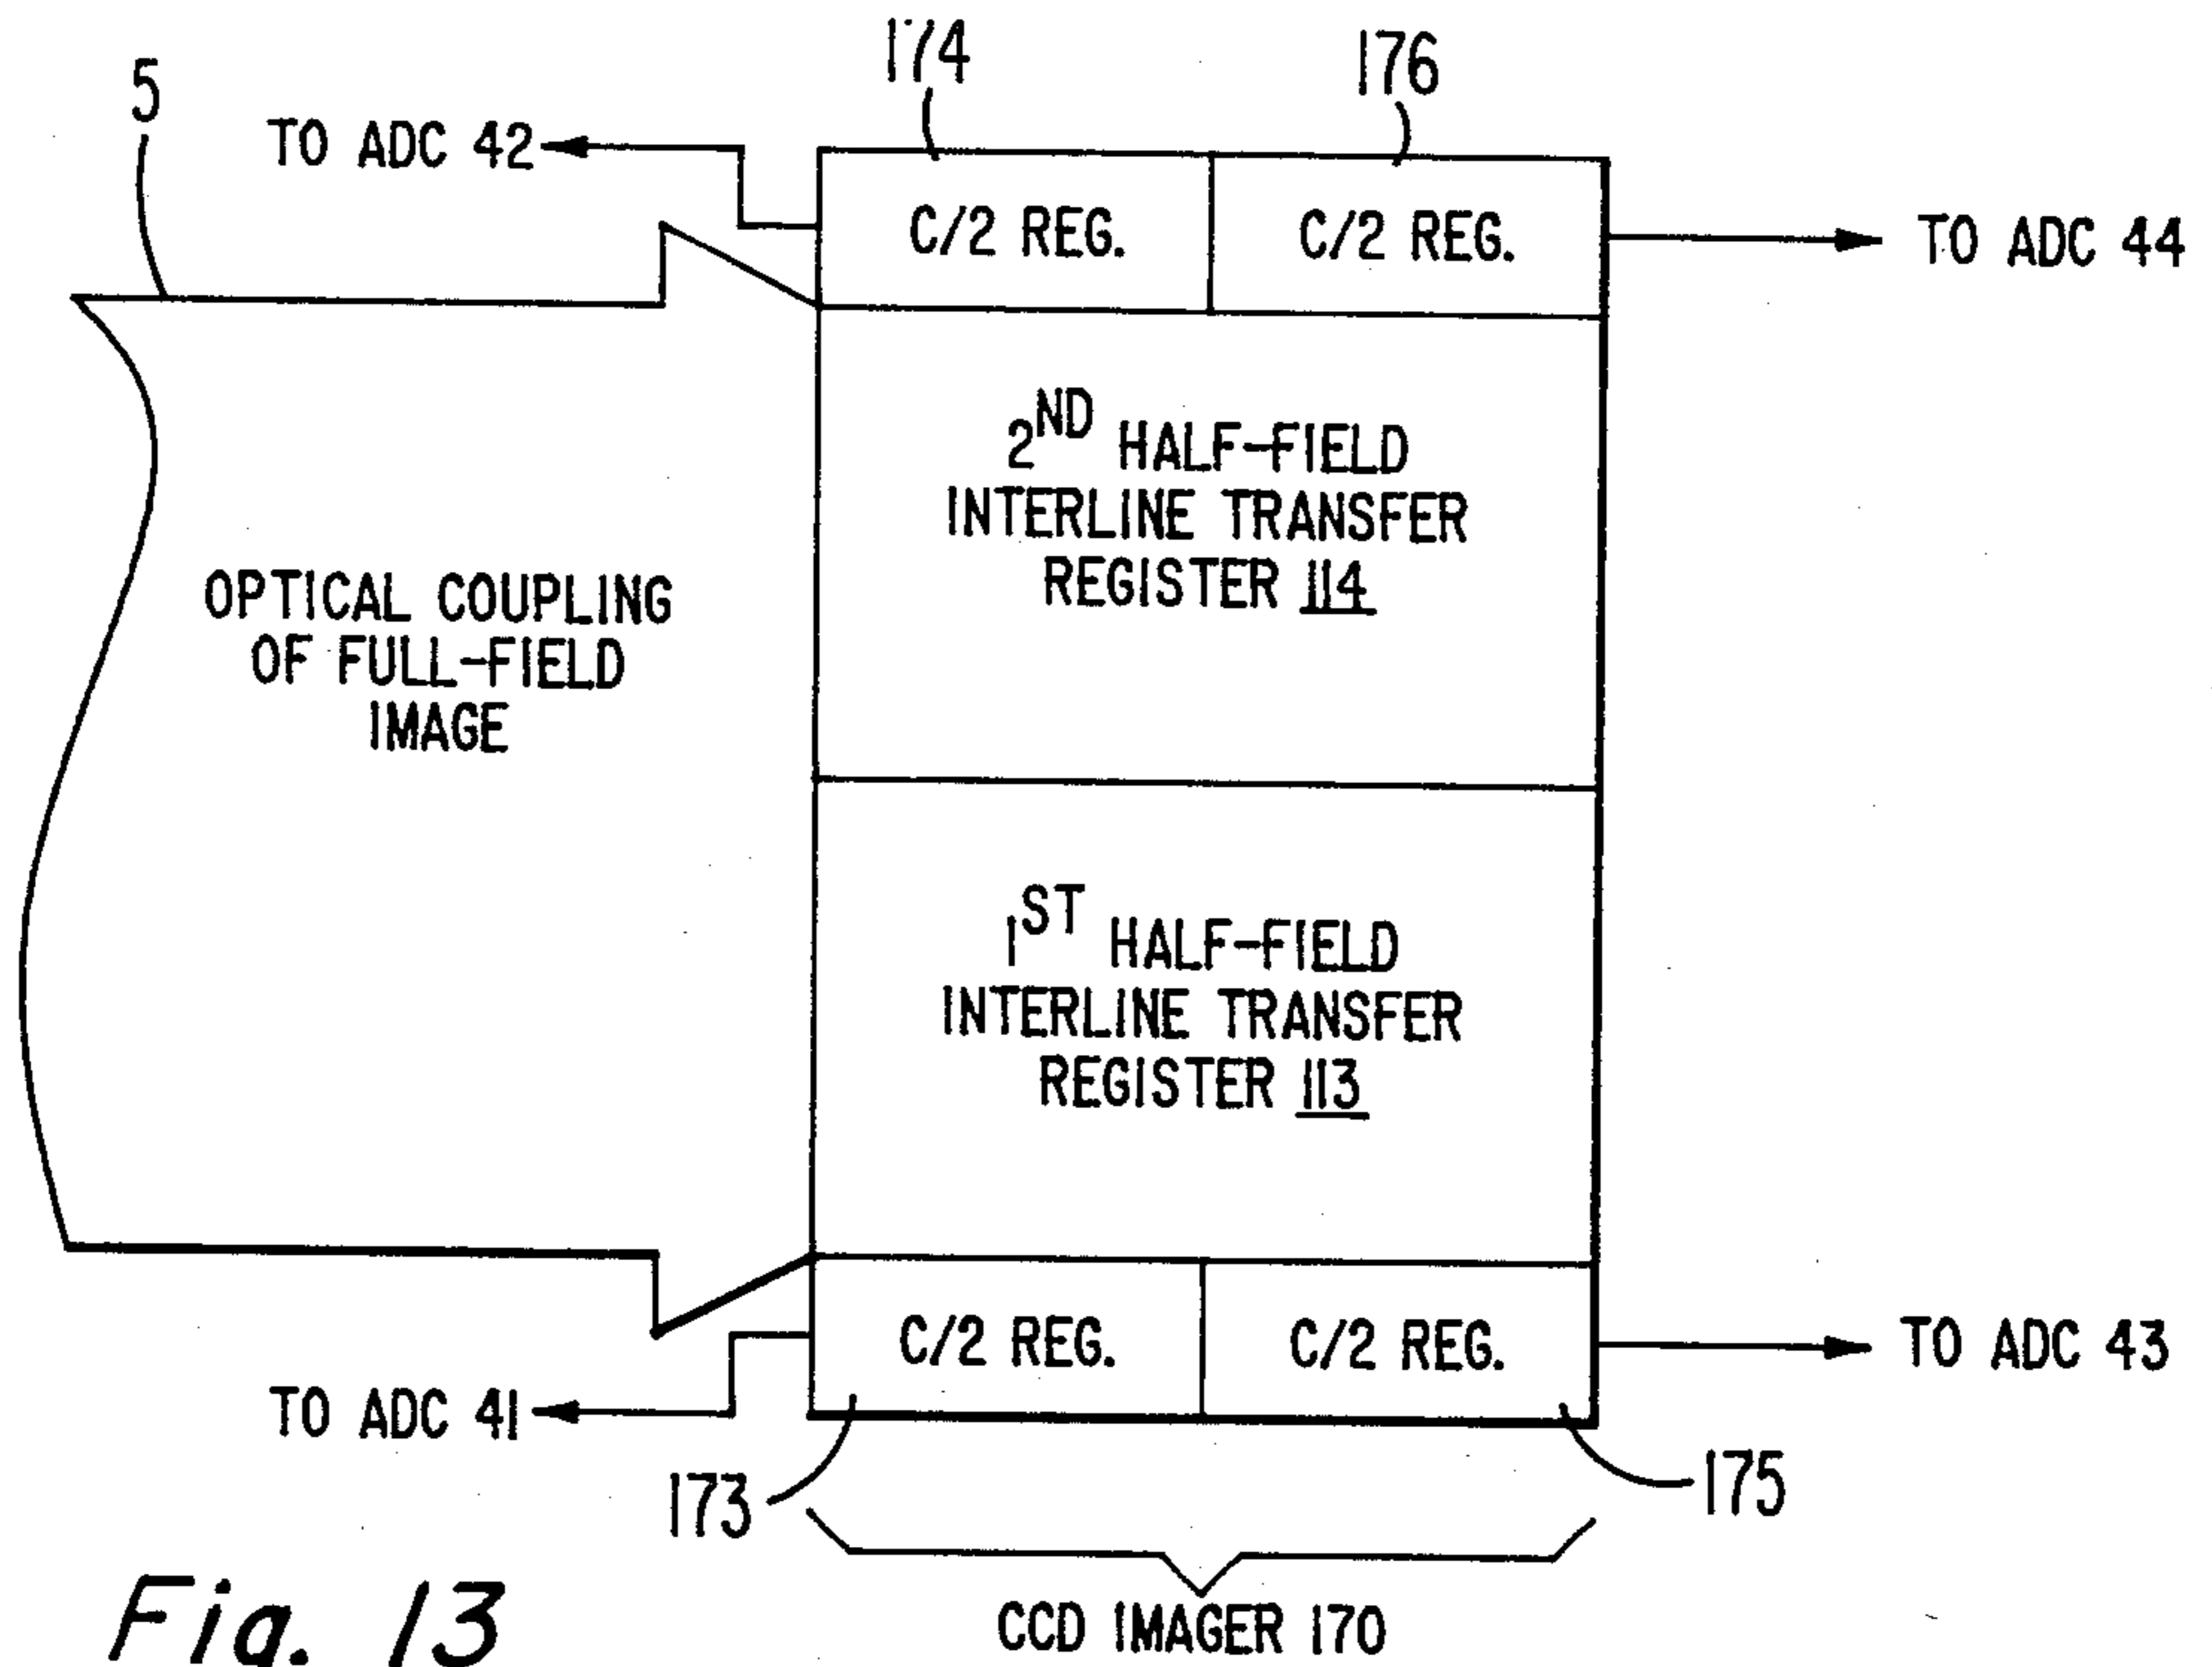 174
176
5
TO ADC 42
C/2 REG.
C/2 REG.
TO ADC 44
2ND HALF-FIELD
INTERLINE TRANSFER
REGISTER 114
OPTICAL COUPLING
OF FULL-FIELD
IMAGE
1ST HALF-FIELD
INTERLINE TRANSFER
REGISTER 113
C/2 REG.
C/2 REG.
TO ADC 43
TO ADC 41
173
175
CCD IMAGER 170
Fig. 13